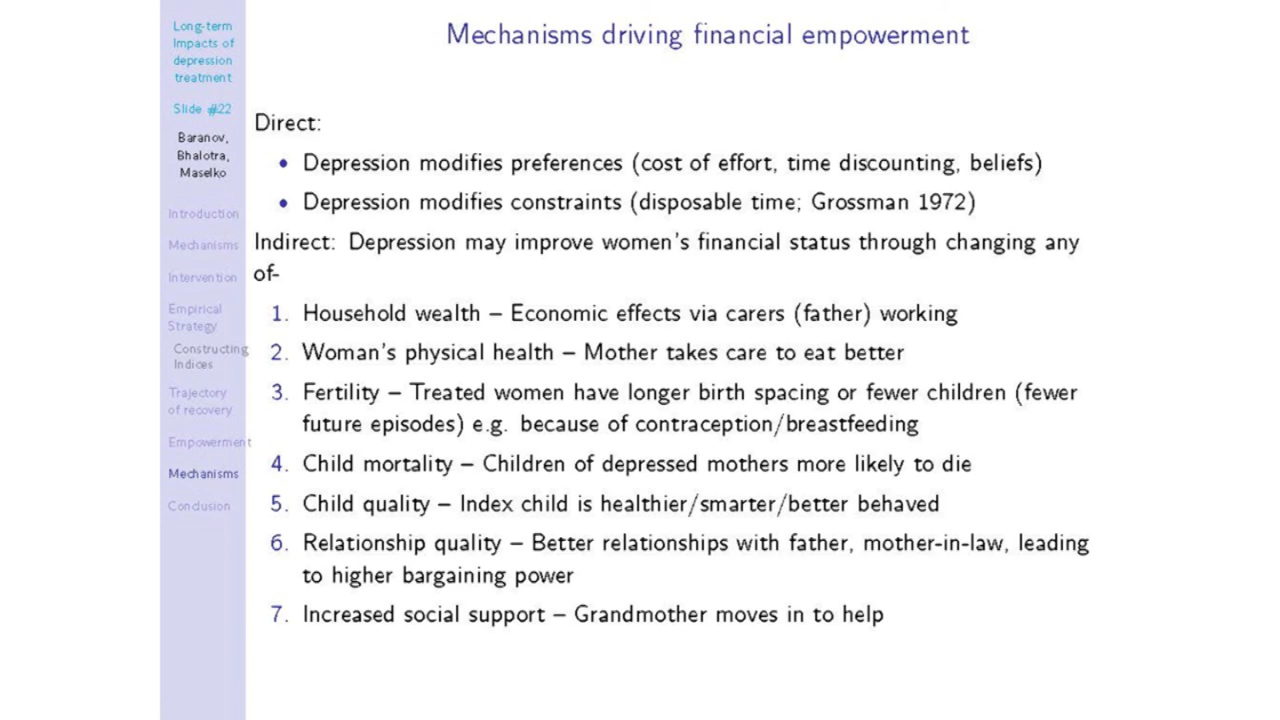 Long-term
Impacts of
depression
treatment
Slide #22
Baranov,
Bhalotra,
Maselko
Introduction
Mechanisms
Intervention
Empirical
Strategy
Constructing
Indices
Trajectory
of recovery
Empowerment
Mechanisms
Conclusion
Mechanisms driving financial empowerment
Direct:
• Depression modifies preferences (cost of effort, time discounting, beliefs)
• Depression modifies constraints (disposable time; Grossman 1972)
Indirect: Depression may improve women's financial status through changing any
of-
1. Household wealth – Economic effects via carers (father) working
2. Woman's physical health – Mother takes care to eat better
3. Fertility – Treated women have longer birth spacing or fewer children (fewer
future episodes) e.g. because of contraception/breastfeeding
4. Child mortality – Children of depressed mothers more likely to die
5. Child quality – Index child is healthier/smarter/better behaved
6. Relationship quality – Better relationships with father, mother-in-law, leading
to higher bargaining power
7. Increased social support – Grandmother moves in to help